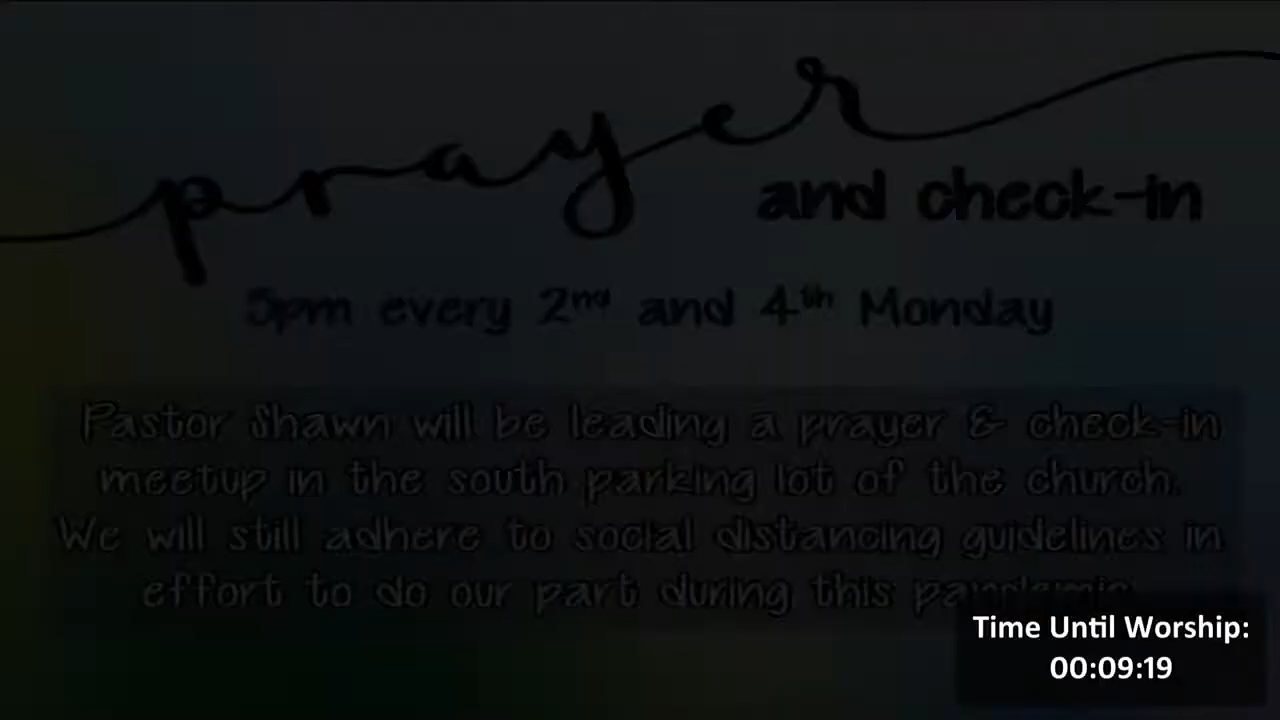 prayer
and check-in
5pm every 2nd and 4th Monday
Pastor Shawn will be leading a prayer & check-in
meetup in the south parking lot of the church.
We will still adhere to social distancing guidelines in
effort to do our part during this pandemic.
Time Until Worship:
00:09:19